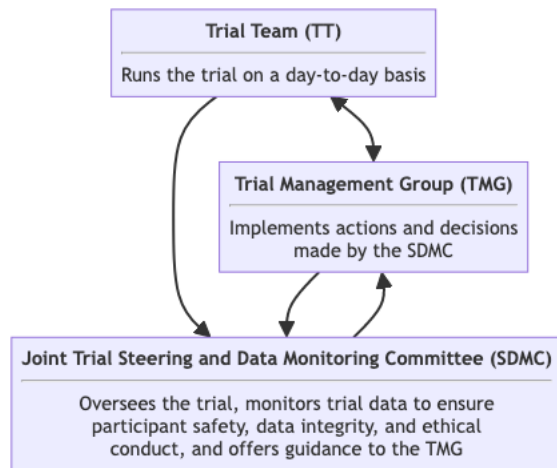 Trial Team (TT)
Runs the trial on a day-to-day basis
Trial Management Group (TMG)
Implements actions and decisions
made by the SDMC
Joint Trial Steering and Data Monitoring Committee (SDMC)
Oversees the trial, monitors trial data to ensure
participant safety, data integrity, and ethical
conduct, and offers guidance to the TMG